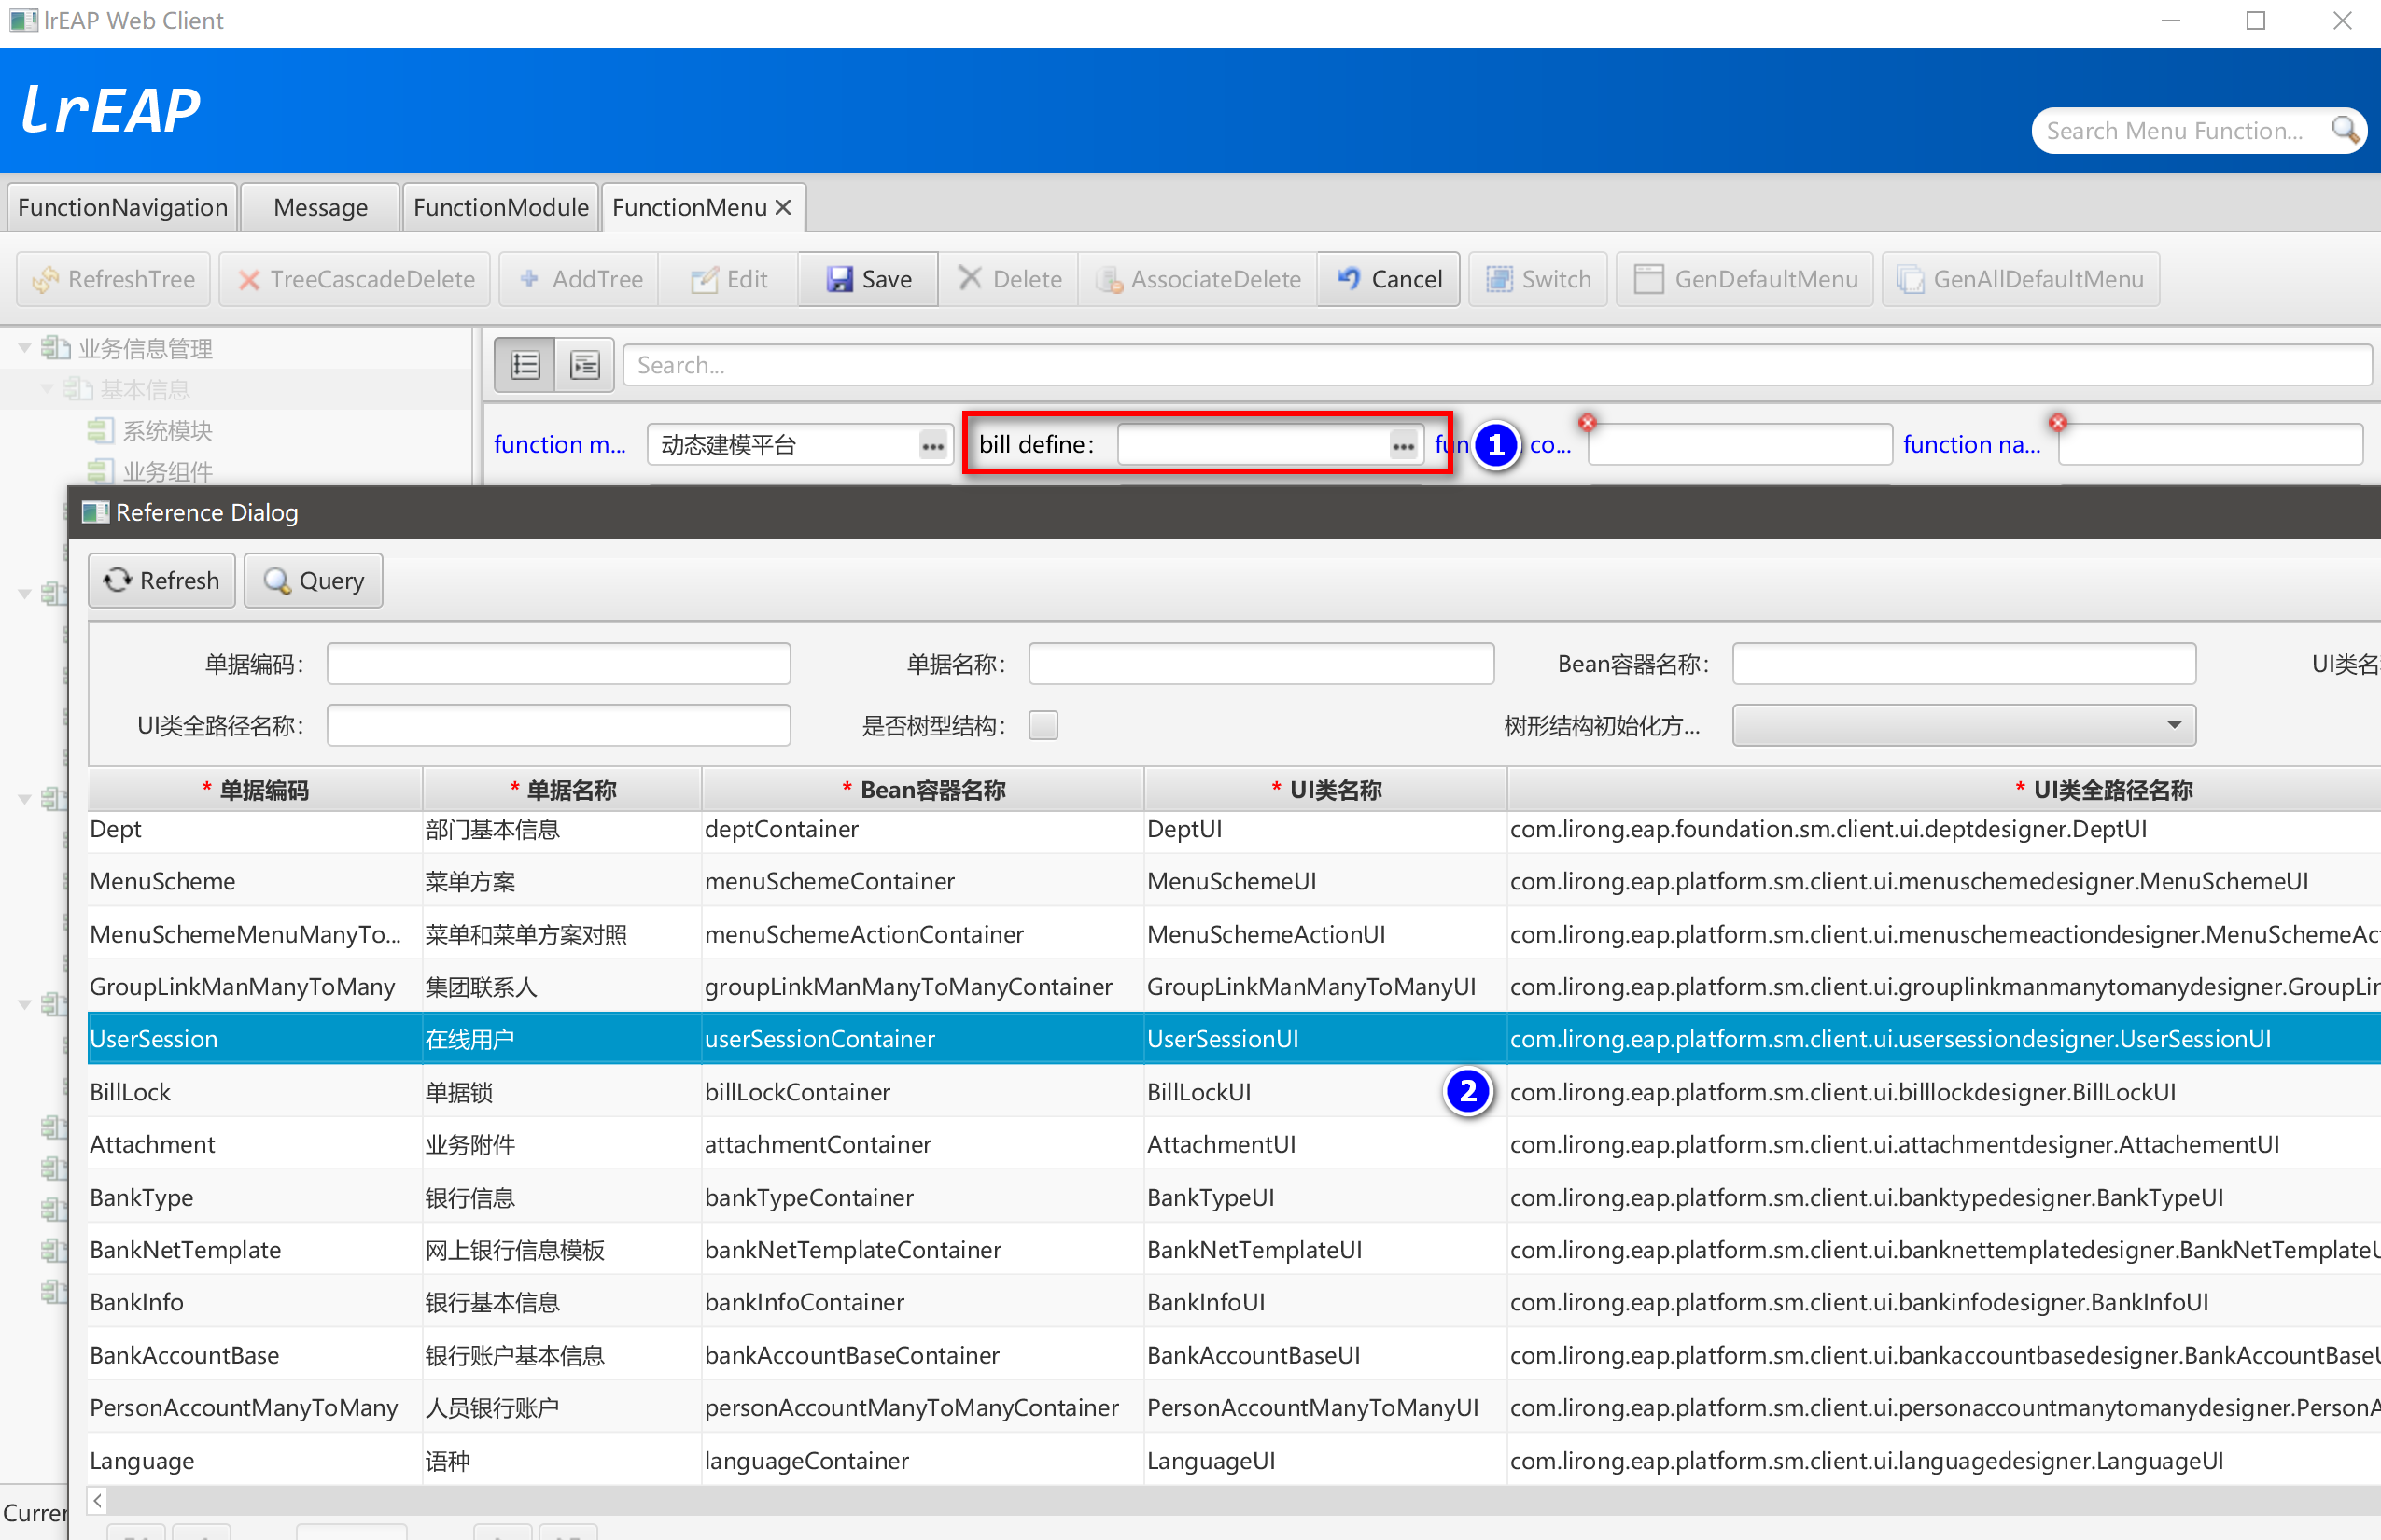 lrEAP Web Client
lrEAP
Search Menu Function...
FunctionNavigation Message FunctionModule FunctionMenu
RefreshTree TreeCascadeDelete AddTree Edit Save Delete AssociateDelete Cancel Switch GenDefaultMenu GenAllDefaultMenu
业务信息管理
基本信息
系统模块
业务组件
Search...
function m... 动态建模平台 bill define: 1 co... function na...
Reference Dialog
Refresh Query
单据编码: 单据名称: Bean容器名称: UI类名
UI类全路径名称: 是否树型结构: 树形结构初始化方...
* 单据编码 * 单据名称 * Bean容器名称 * UI类名称 * UI类全路径名称
Dept 部门基本信息 deptContainer DeptUI com.lirong.eap.foundation.sm.client.ui.deptdesigner.DeptUI
MenuScheme 菜单方案 menuSchemeContainer MenuSchemeUI com.lirong.eap.platform.sm.client.ui.menuschemedesigner.MenuSchemeUI
MenuSchemeMenuManyTo... 菜单和菜单方案对照 menuSchemeActionContainer MenuSchemeActionUI com.lirong.eap.platform.sm.client.ui.menuschemeactiondesigner.MenuSchemeAc
GroupLinkManManyToMany 集团联系人 groupLinkManManyToManyContainer GroupLinkManManyToManyUI com.lirong.eap.platform.sm.client.ui.grouplinkmanmanytomanydesigner.GroupLin
UserSession 在线用户 userSessionContainer UserSessionUI com.lirong.eap.platform.sm.client.ui.usersessiondesigner.UserSessionUI
BillLock 单据锁 billLockContainer BillLockUI 2 com.lirong.eap.platform.sm.client.ui.billlockdesigner.BillLockUI
Attachment 业务附件 attachmentContainer AttachmentUI com.lirong.eap.platform.sm.client.ui.attachmentdesigner.AttachementUI
BankType 银行信息 bankTypeContainer BankTypeUI com.lirong.eap.platform.sm.client.ui.banktypedesigner.BankTypeUI
BankNetTemplate 网上银行信息模板 bankNetTemplateContainer BankNetTemplateUI com.lirong.eap.platform.sm.client.ui.banknettemplatedesigner.BankNetTemplateU
BankInfo 银行基本信息 bankInfoContainer BankInfoUI com.lirong.eap.platform.sm.client.ui.bankinfodesigner.BankInfoUI
BankAccountBase 银行账户基本信息 bankAccountBaseContainer BankAccountBaseUI com.lirong.eap.platform.sm.client.ui.bankaccountbasedesigner.BankAccountBaseU
PersonAccountManyToMany 人员银行账户 personAccountManyToManyContainer PersonAccountManyToManyUI com.lirong.eap.platform.sm.client.ui.personaccountmanytomanydesigner.PersonA
Language 语种 languageContainer LanguageUI com.lirong.eap.platform.sm.client.ui.languagedesigner.LanguageUI
Curre